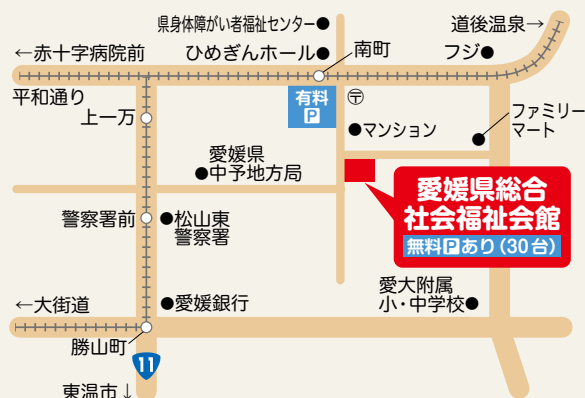 県身体障がい者福祉センター
道後温泉→
←赤十字病院前
ひめぎんホール
南町
フジ
平和通り
有料
P
〒
上一万
マンション
ファミリー
マート
愛媛県
中予地方局
愛媛県総合
社会福祉会館
無料Pあり(30台)
警察署前
松山東
警察署
愛大附属
小・中学校
←大街道
愛媛銀行
勝山町
11
東温市↓